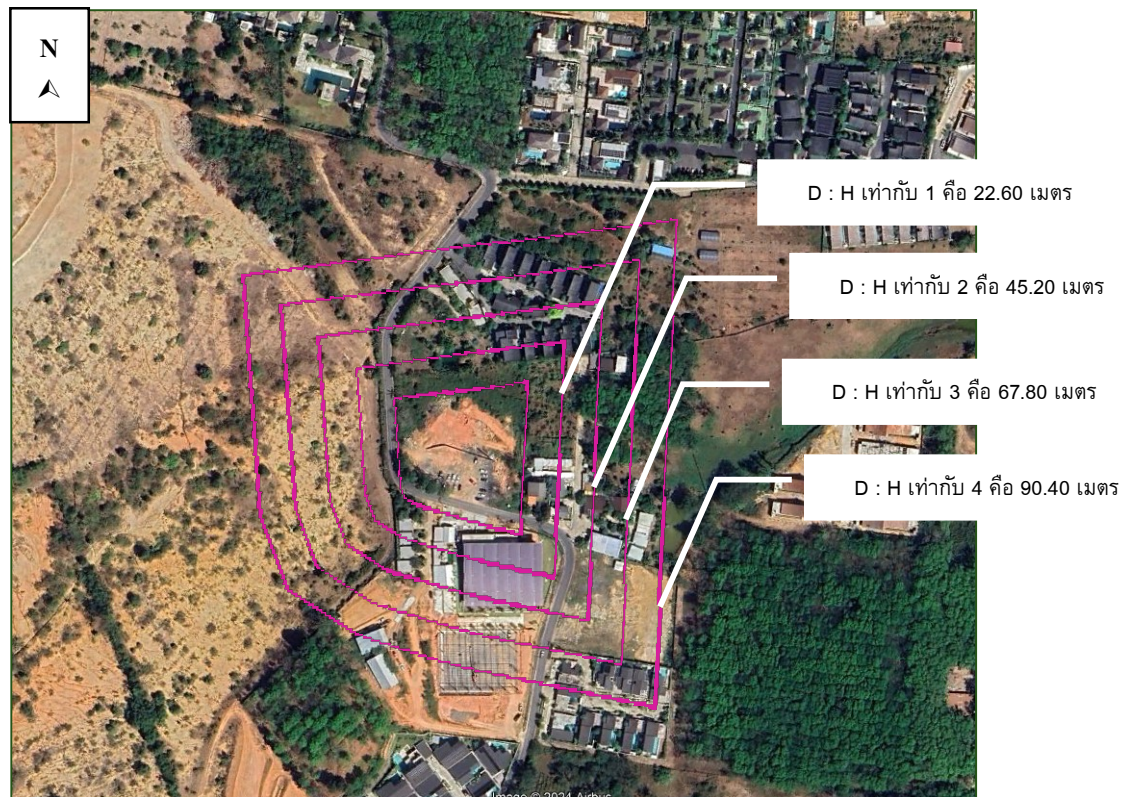 N
D : H เท่ากับ 1 คือ 22.60 เมตร
D : H เท่ากับ 2 คือ 45.20 เมตร
D : H เท่ากับ 3 คือ 67.80 เมตร
D : H เท่ากับ 4 คือ 90.40 เมตร
Image © 2024 Airbus